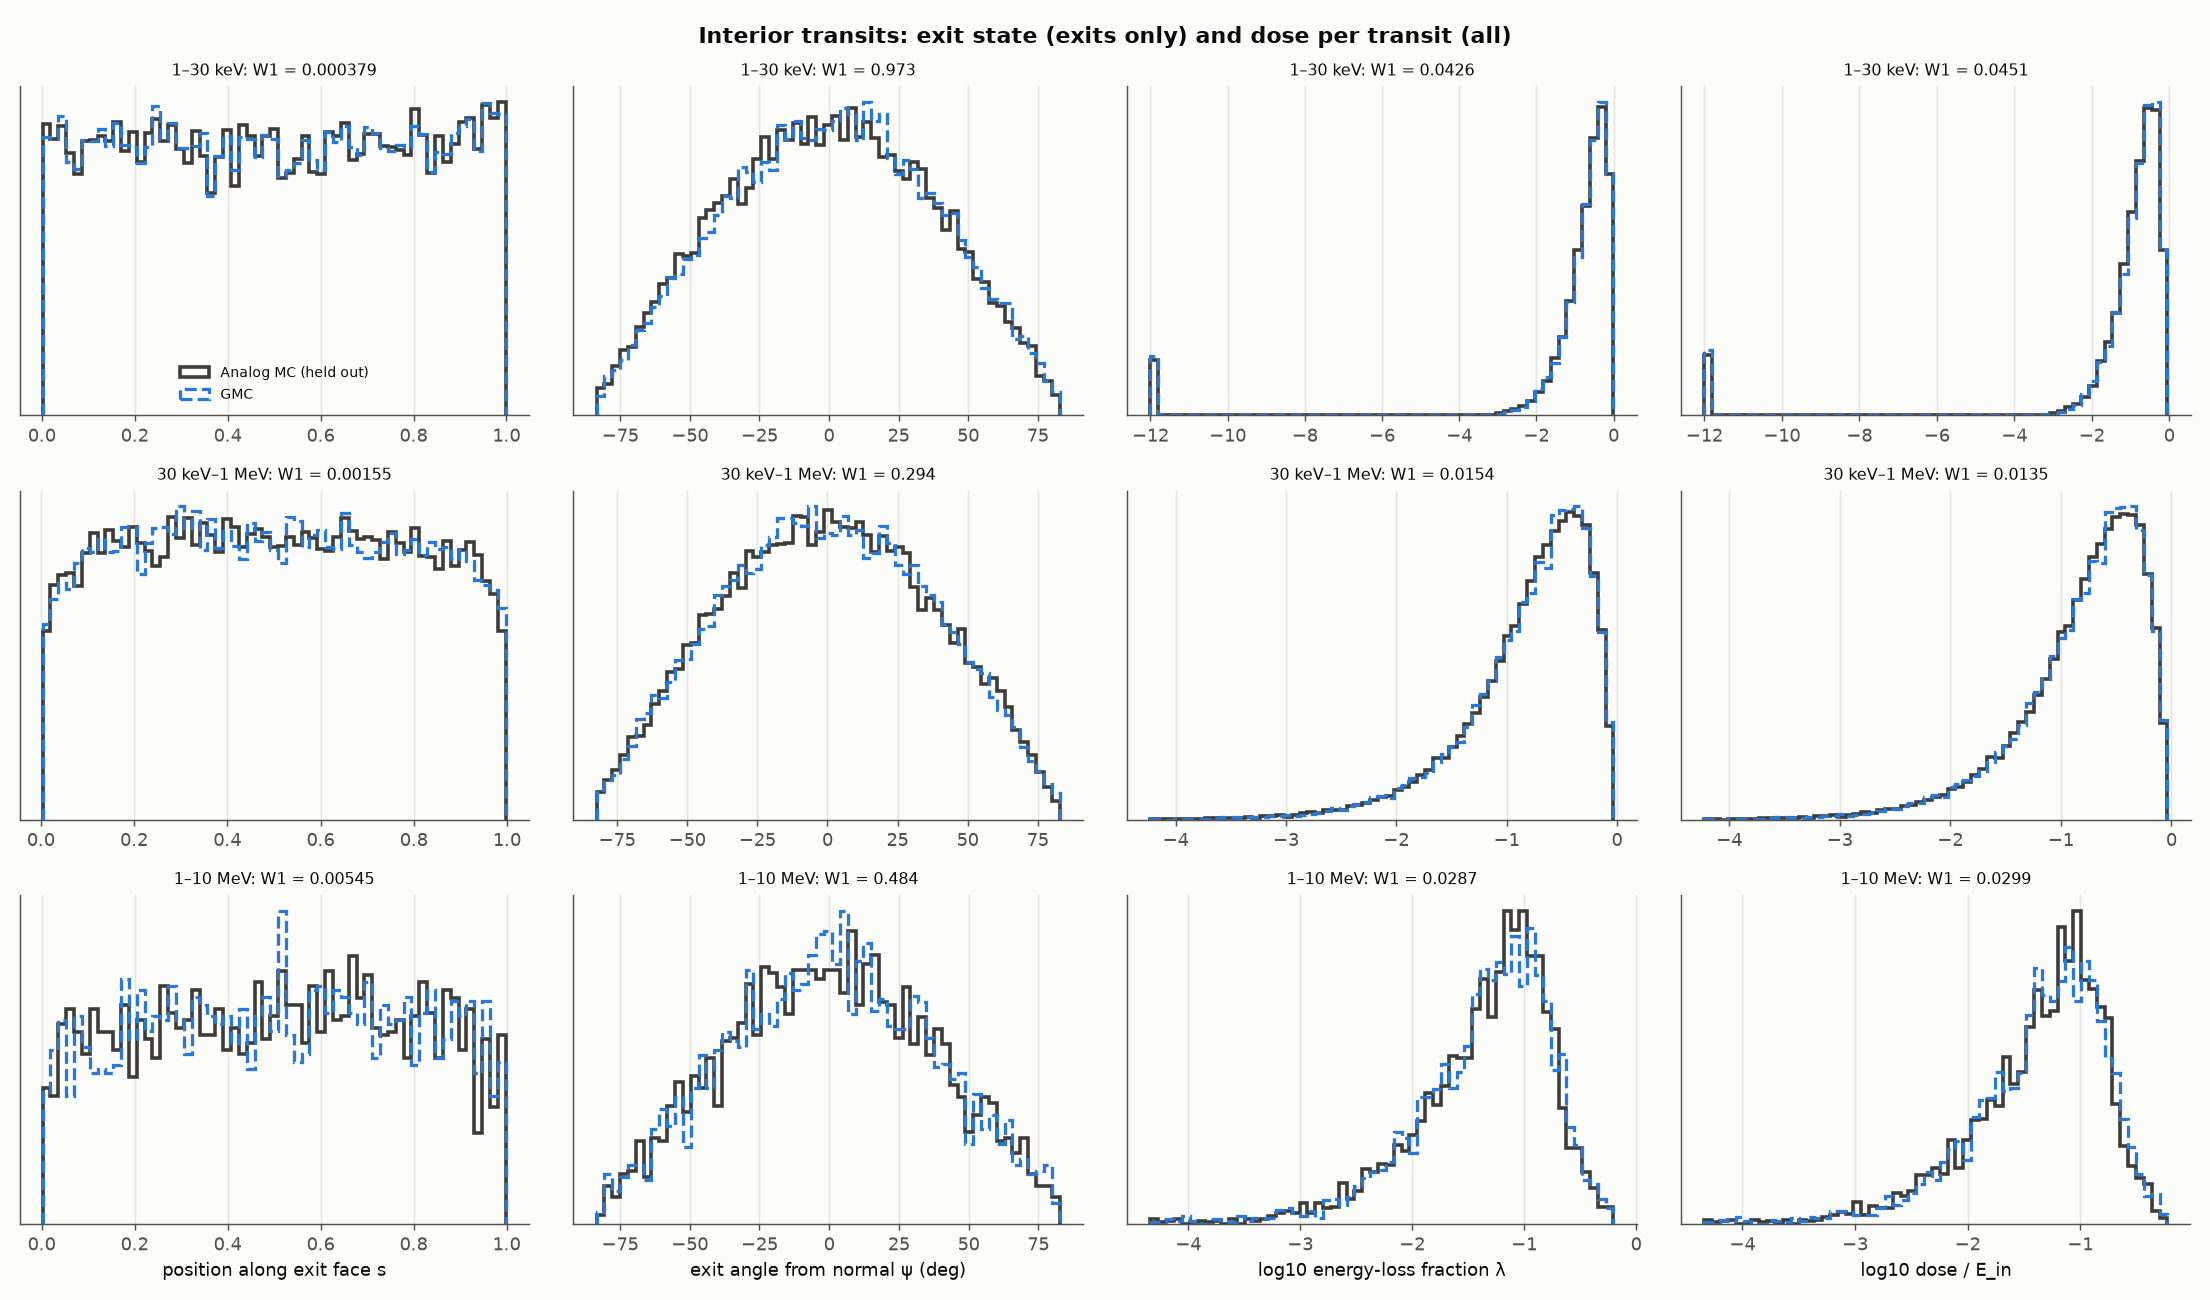 Interior transits: exit state (exits only) and dose per transit (all)
1–30 keV: W1 = 0.000379
1–30 keV: W1 = 0.973
1–30 keV: W1 = 0.0426
1–30 keV: W1 = 0.0451
Analog MC (held out)
GMC
0.0 0.2 0.4 0.6 0.8 1.0
−75 −50 −25 0 25 50 75
−12 −10 −8 −6 −4 −2 0
−12 −10 −8 −6 −4 −2 0
30 keV–1 MeV: W1 = 0.00155
30 keV–1 MeV: W1 = 0.294
30 keV–1 MeV: W1 = 0.0154
30 keV–1 MeV: W1 = 0.0135
0.0 0.2 0.4 0.6 0.8 1.0
−75 −50 −25 0 25 50 75
−4 −3 −2 −1 0
−4 −3 −2 −1 0
1–10 MeV: W1 = 0.00545
1–10 MeV: W1 = 0.484
1–10 MeV: W1 = 0.0287
1–10 MeV: W1 = 0.0299
0.0 0.2 0.4 0.6 0.8 1.0
−75 −50 −25 0 25 50 75
−4 −3 −2 −1 0
−4 −3 −2 −1
position along exit face s
exit angle from normal ψ (deg)
log10 energy-loss fraction λ
log10 dose / E_in